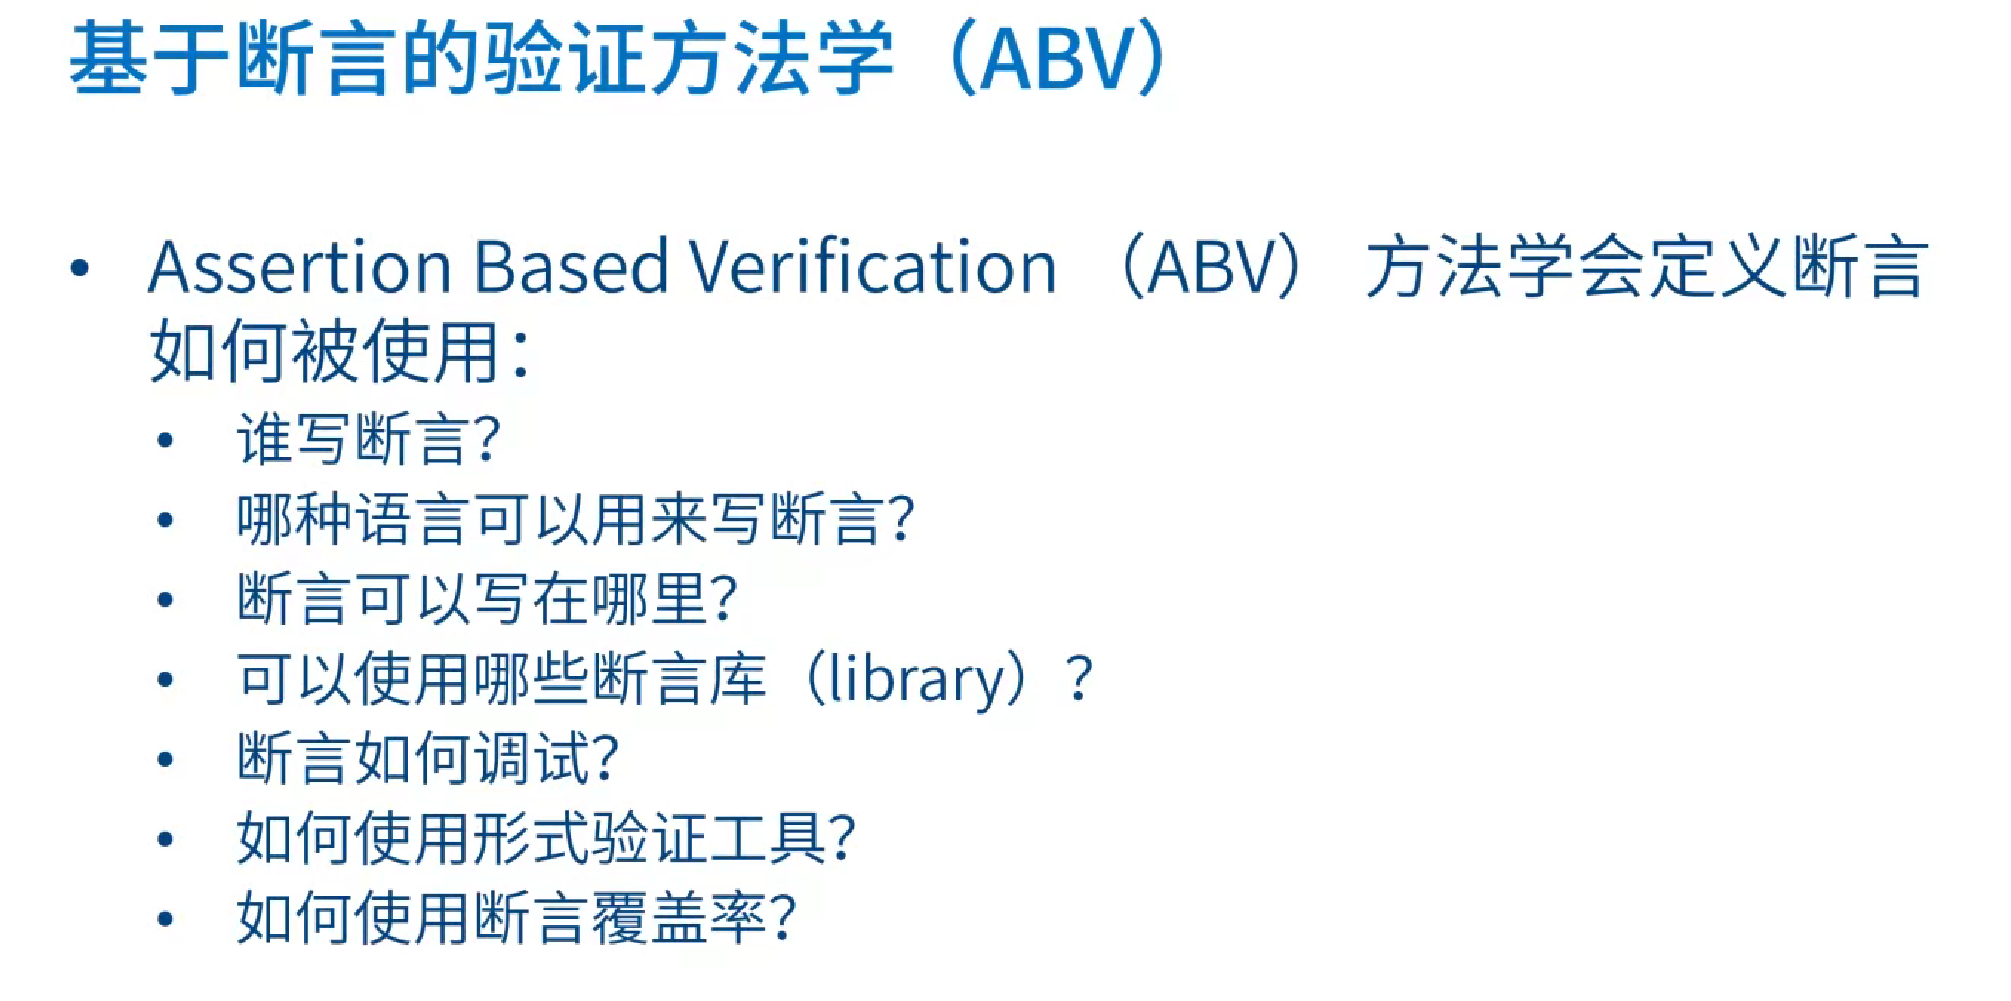 基于断言的验证方法学（ABV）
• Assertion Based Verification （ABV） 方法学会定义断言
如何被使用：
• 谁写断言？
• 哪种语言可以用来写断言？
• 断言可以写在哪里？
• 可以使用哪些断言库（library）？
• 断言如何调试？
• 如何使用形式验证工具？
• 如何使用断言覆盖率？